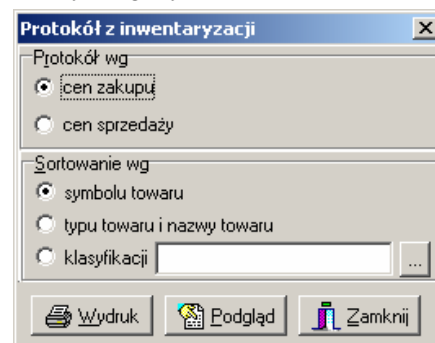 Protokół z inwentaryzacji
Protokół wg
cen zakupu
cen sprzedaży
Sortowanie wg
symbolu towaru
typu towaru i nazwy towaru
klasyfikacji ...
Wydruk Podgląd Zamknij